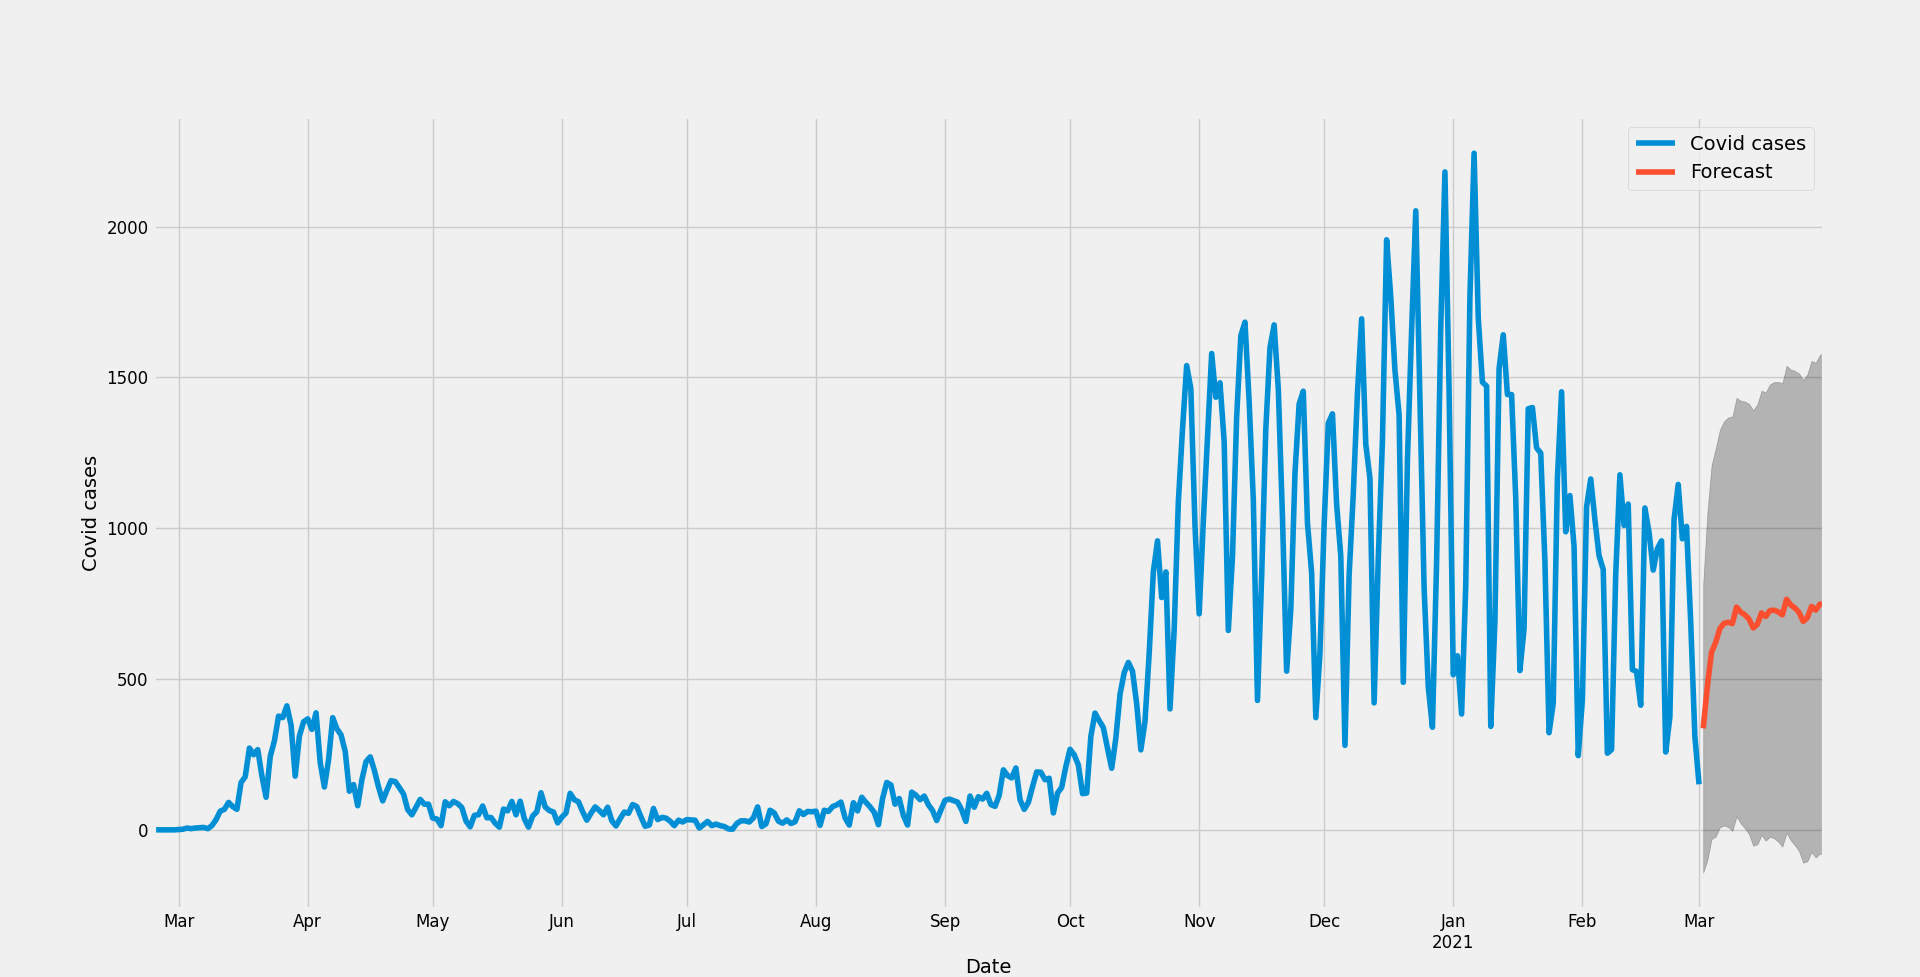 Covid cases
Forecast
2000
1500
1000
500
0
Covid cases
Mar Apr May Jun Jul Aug Sep Oct Nov Dec Jan Feb Mar
2021
Date